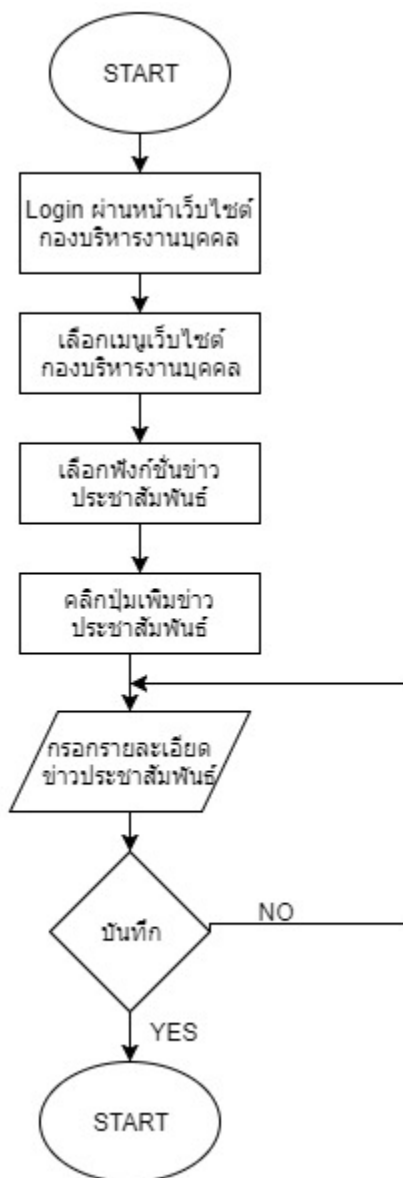 START
Login ผ่านหน้าเว็บไซต์
กองบริหารงานบุคคล
เลือกเมนูเว็บไซต์
กองบริหารงานบุคคล
เลือกฟังก์ชั่นข่าว
ประชาสัมพันธ์
คลิกปุ่มเพิ่มข่าว
ประชาสัมพันธ์
กรอกรายละเอียด
ข่าวประชาสัมพันธ์
บันทึก
NO
YES
START